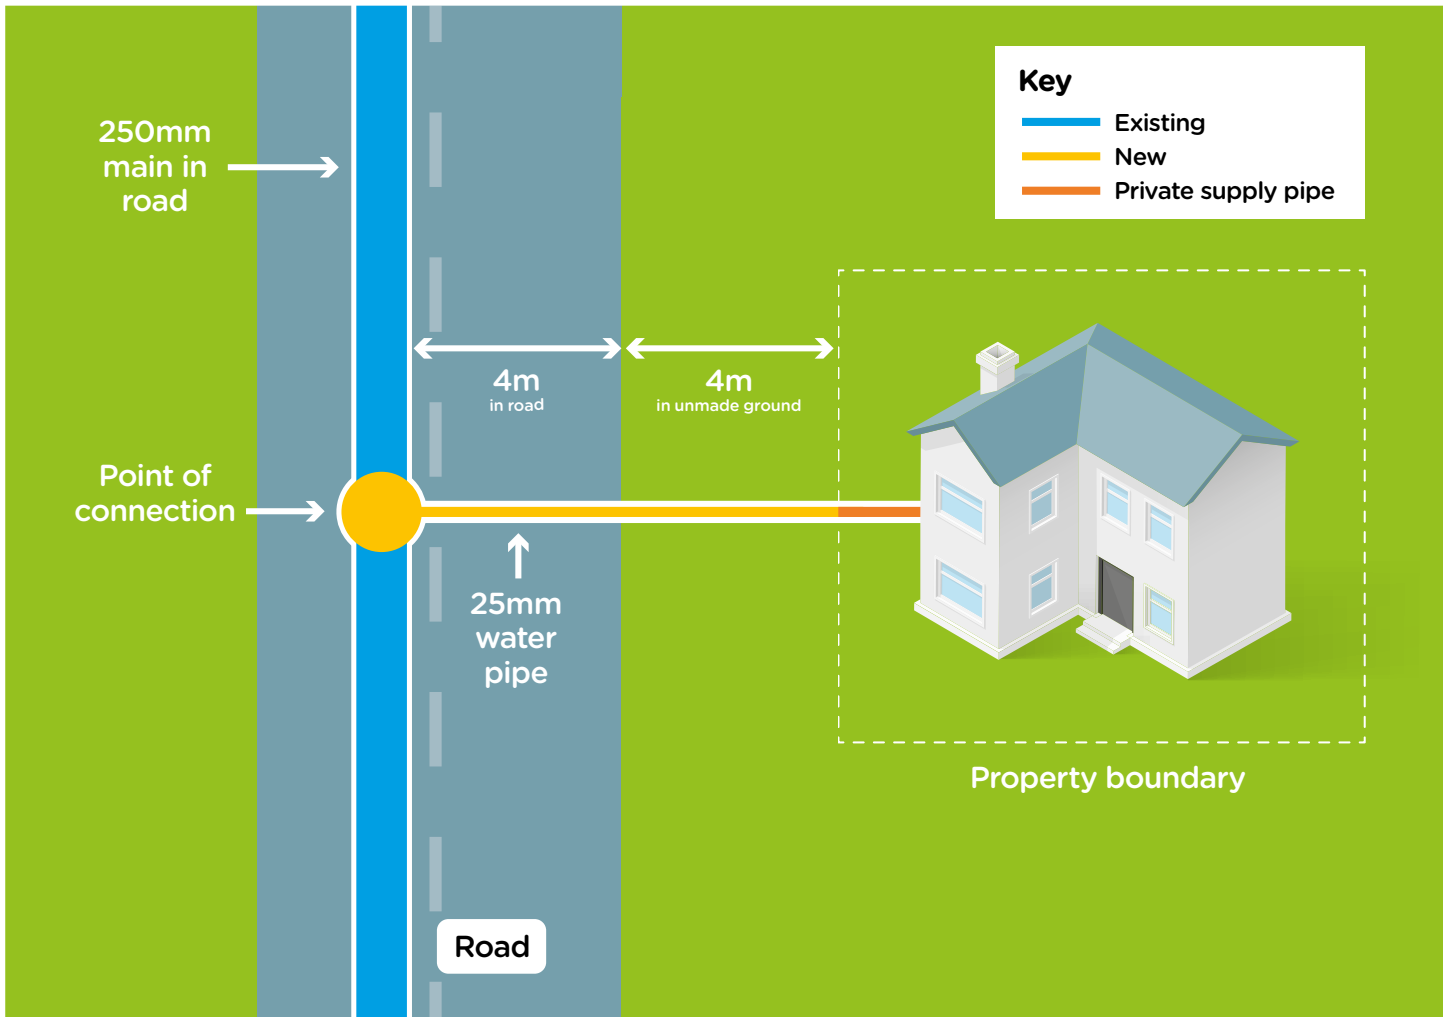 Key
Existing
New
Private supply pipe
250mm
main in
road
4m
in road
4m
in unmade ground
Point of
connection
25mm
water
pipe
Property boundary
Road